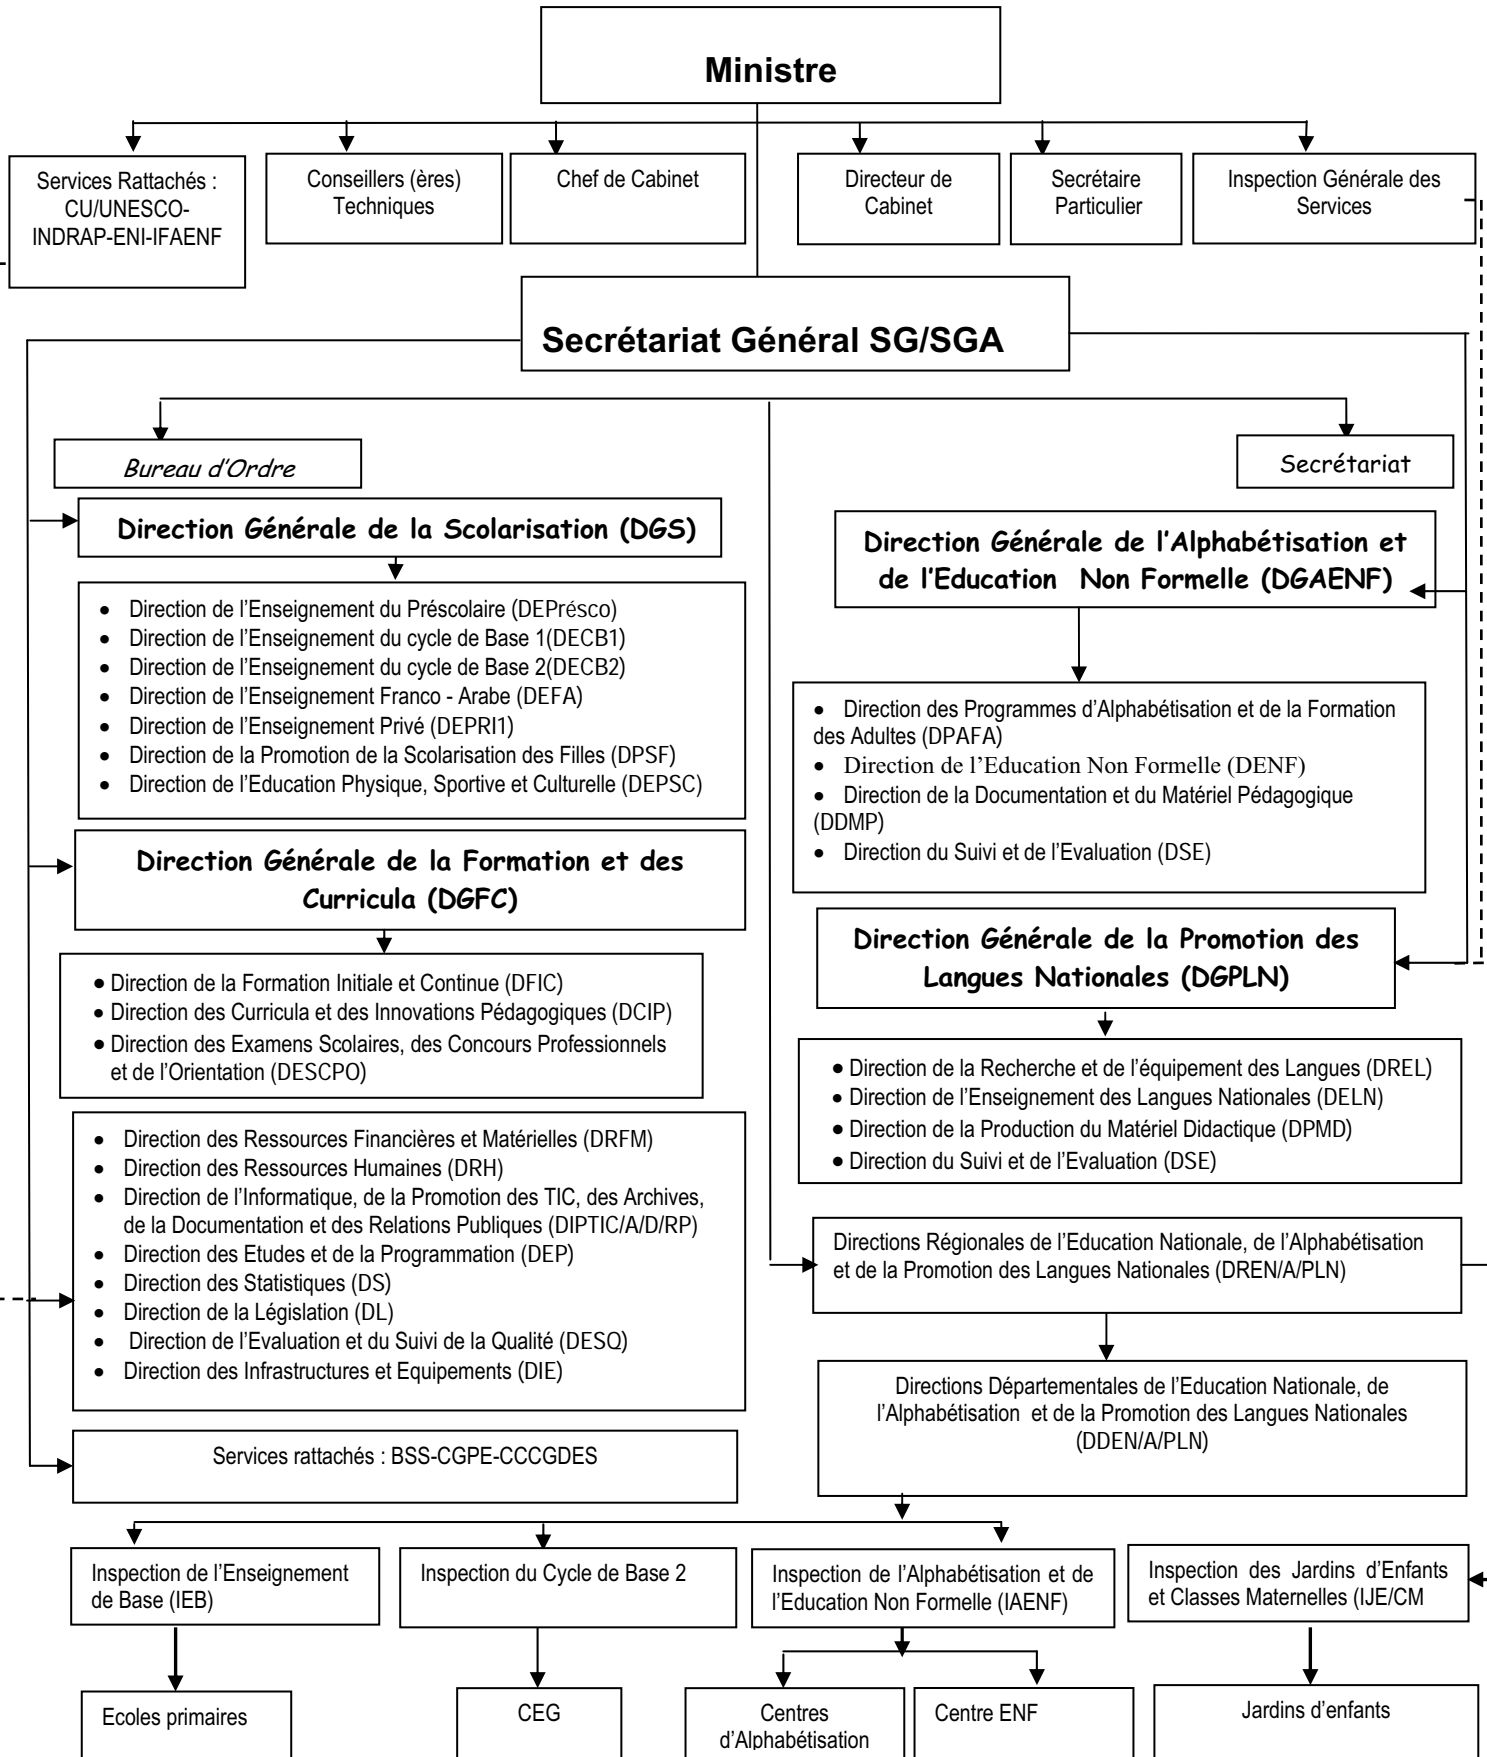 Ministre
Services Rattachés :
CU/UNESCO-
INDRAP-ENI-IFAENF
Conseillers (ères)
Techniques
Chef de Cabinet
Directeur de
Cabinet
Secrétaire
Particulier
Inspection Générale des
Services
Secrétariat Général SG/SGA
Bureau d'Ordre
Secrétariat
Direction Générale de la Scolarisation (DGS)
• Direction de l'Enseignement du Préscolaire (DEPrésco)
• Direction de l'Enseignement du cycle de Base 1(DECB1)
• Direction de l'Enseignement du cycle de Base 2(DECB2)
• Direction de l'Enseignement Franco - Arabe (DEFA)
• Direction de l'Enseignement Privé (DEPRI1)
• Direction de la Promotion de la Scolarisation des Filles (DPSF)
• Direction de l'Education Physique, Sportive et Culturelle (DEPSC)
Direction Générale de la Formation et des
Curricula (DGFC)
• Direction de la Formation Initiale et Continue (DFIC)
• Direction des Curricula et des Innovations Pédagogiques (DCIP)
• Direction des Examens Scolaires, des Concours Professionnels
et de l'Orientation (DESCPO)
• Direction des Ressources Financières et Matérielles (DRFM)
• Direction des Ressources Humaines (DRH)
• Direction de l'Informatique, de la Promotion des TIC, des Archives,
de la Documentation et des Relations Publiques (DIPTIC/A/D/RP)
• Direction des Etudes et de la Programmation (DEP)
• Direction des Statistiques (DS)
• Direction de la Législation (DL)
• Direction de l'Evaluation et du Suivi de la Qualité (DESQ)
• Direction des Infrastructures et Equipements (DIE)
Services rattachés : BSS-CGPE-CCCGDES
Direction Générale de l'Alphabétisation et
de l'Education Non Formelle (DGAENF)
• Direction des Programmes d'Alphabétisation et de la Formation
des Adultes (DPAFA)
• Direction de l'Education Non Formelle (DENF)
• Direction de la Documentation et du Matériel Pédagogique
(DDMP)
• Direction du Suivi et de l'Evaluation (DSE)
Direction Générale de la Promotion des
Langues Nationales (DGPLN)
• Direction de la Recherche et de l'équipement des Langues (DREL)
• Direction de l'Enseignement des Langues Nationales (DELN)
• Direction de la Production du Matériel Didactique (DPMD)
• Direction du Suivi et de l'Evaluation (DSE)
Directions Régionales de l'Education Nationale, de l'Alphabétisation
et de la Promotion des Langues Nationales (DREN/A/PLN)
Directions Départementales de l'Education Nationale, de
l'Alphabétisation et de la Promotion des Langues Nationales
(DDEN/A/PLN)
Inspection de l'Enseignement
de Base (IEB)
Inspection du Cycle de Base 2
Inspection de l'Alphabétisation et de
l'Education Non Formelle (IAENF)
Inspection des Jardins d'Enfants
et Classes Maternelles (IJE/CM
Ecoles primaires
CEG
Centres
d'Alphabétisation
Centre ENF
Jardins d'enfants